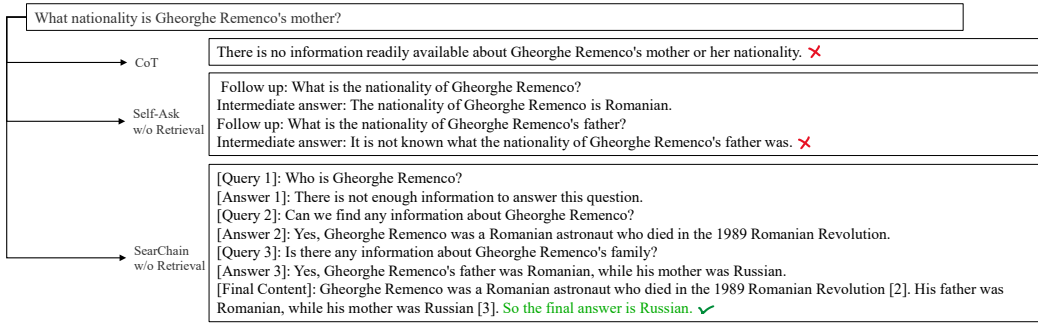 What nationality is Gheorghe Remenco's mother?
CoT
There is no information readily available about Gheorghe Remenco's mother or her nationality.
Self-Ask
w/o Retrieval
Follow up: What is the nationality of Gheorghe Remenco?
Intermediate answer: The nationality of Gheorghe Remenco is Romanian.
Follow up: What is the nationality of Gheorghe Remenco's father?
Intermediate answer: It is not known what the nationality of Gheorghe Remenco's father was.
SearChain
w/o Retrieval
[Query 1]: Who is Gheorghe Remenco?
[Answer 1]: There is not enough information to answer this question.
[Query 2]: Can we find any information about Gheorghe Remenco?
[Answer 2]: Yes, Gheorghe Remenco was a Romanian astronaut who died in the 1989 Romanian Revolution.
[Query 3]: Is there any information about Gheorghe Remenco's family?
[Answer 3]: Yes, Gheorghe Remenco's father was Romanian, while his mother was Russian.
[Final Content]: Gheorghe Remenco was a Romanian astronaut who died in the 1989 Romanian Revolution [2]. His father was
Romanian, while his mother was Russian [3]. So the final answer is Russian.